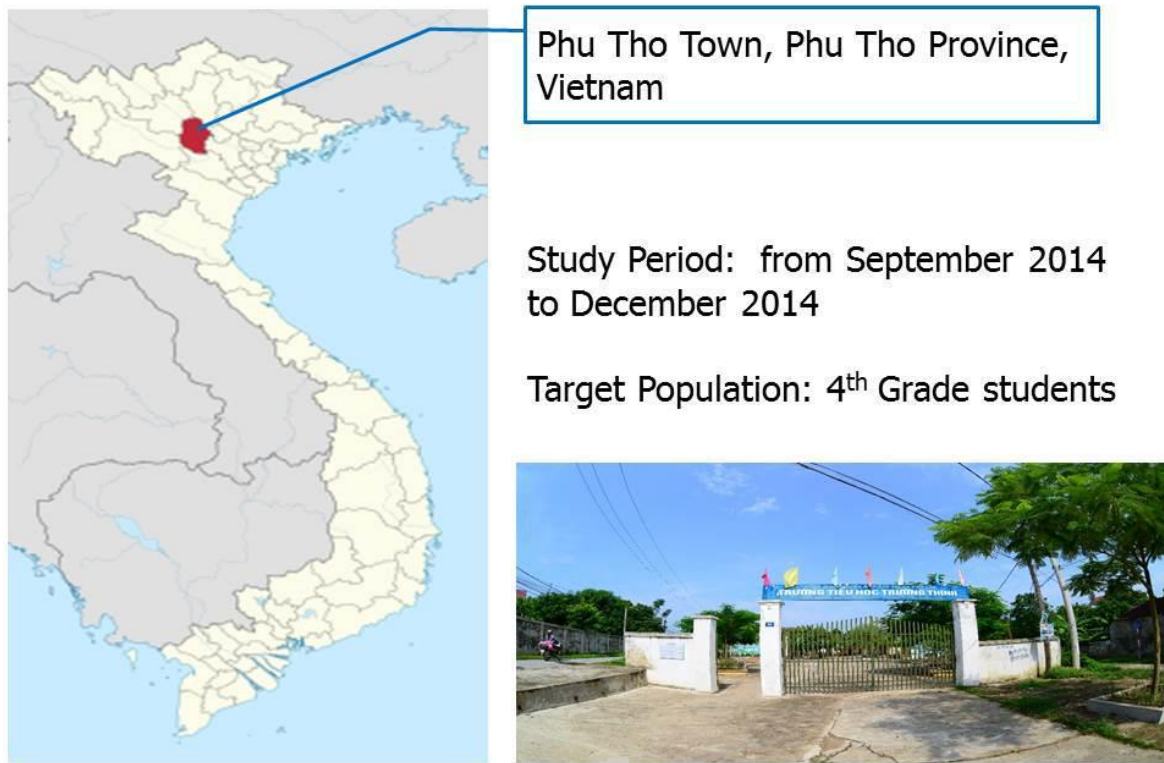 Phu Tho Town, Phu Tho Province,
Vietnam
Study Period: from September 2014
to December 2014
Target Population: 4th Grade students
TRƯỜNG TIỂU HỌC TRƯỜNG THỊNH